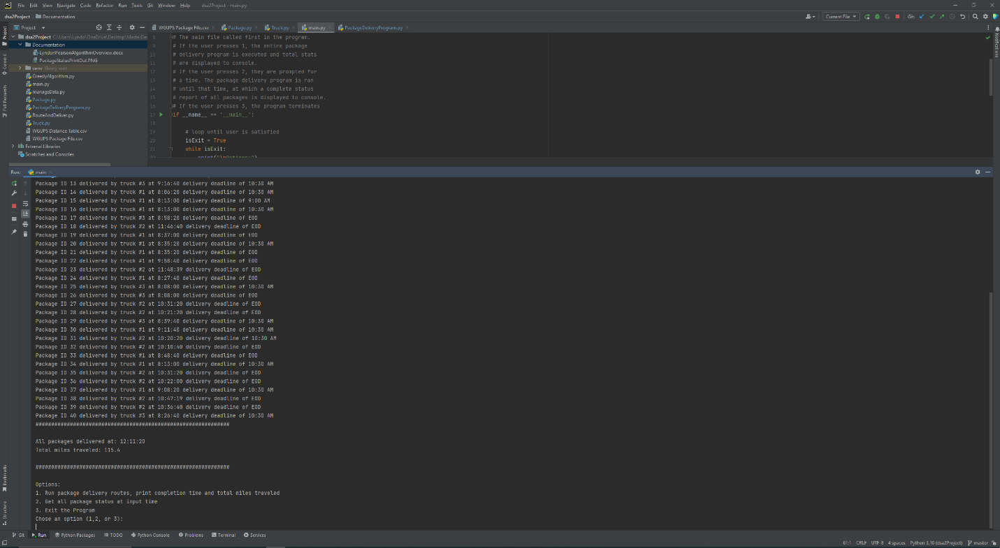 File Edit View Navigate Code Refactor Run Tools Git Window Help dsa2Project - main.py
dsa2Project Documentation
Current File
Git:
Project
WGUPS Package File.csv
Package.py
Truck.py
main.py
PackageDeliveryProgram.py
dsa2Project C:\Users\Lyndo\OneDrive\Desktop\MasterDe
Documentation
LyndonPearsonAlgorithmOverview.docx
PackageStatusPrintOut.PNG
venv library root
GreedyAlgorithm.py
main.py
manageData.py
Package.py
PackageDeliveryProgram.py
RouteAndDeliver.py
Truck.py
WGUPS Distance Table.csv
WGUPS Package File.csv
External Libraries
Scratches and Consoles
Project
Commit
Pull Requests
Notifications
8 # The main file called first in the program.
9 # If the user presses 1, the entire package
10 # delivery program is executed and total stats
11 # are displayed to console.
12 # If the user presses 2, they are prompted for
13 # a time. The package delivery program is ran
14 # until that time, at which a complete status
15 # report of all packages is displayed to console.
16 # If the user presses 3, the program terminates
17 if __name__ == '__main__':
18
19 # loop until user is satisfied
20 isExit = True
21 while isExit:
22 print("\nOptions:")
Run: main
Package ID 13 delivered by truck #3 at 9:16:40 delivery deadline of 10:30 AM
Package ID 14 delivered by truck #1 at 8:06:20 delivery deadline of 10:30 AM
Package ID 15 delivered by truck #1 at 8:13:00 delivery deadline of 9:00 AM
Package ID 16 delivered by truck #1 at 8:13:00 delivery deadline of 10:30 AM
Package ID 17 delivered by truck #3 at 8:58:20 delivery deadline of EOD
Package ID 18 delivered by truck #2 at 11:46:40 delivery deadline of EOD
Package ID 19 delivered by truck #1 at 8:37:00 delivery deadline of EOD
Package ID 20 delivered by truck #1 at 8:35:20 delivery deadline of 10:30 AM
Package ID 21 delivered by truck #1 at 8:35:20 delivery deadline of EOD
Package ID 22 delivered by truck #1 at 9:58:40 delivery deadline of EOD
Package ID 23 delivered by truck #2 at 11:48:39 delivery deadline of EOD
Package ID 24 delivered by truck #1 at 8:27:40 delivery deadline of EOD
Package ID 25 delivered by truck #3 at 8:08:00 delivery deadline of 10:30 AM
Package ID 26 delivered by truck #3 at 8:08:00 delivery deadline of EOD
Package ID 27 delivered by truck #2 at 10:31:20 delivery deadline of EOD
Package ID 28 delivered by truck #2 at 10:21:20 delivery deadline of EOD
Package ID 29 delivered by truck #3 at 8:39:40 delivery deadline of 10:30 AM
Package ID 30 delivered by truck #1 at 9:11:40 delivery deadline of 10:30 AM
Package ID 31 delivered by truck #2 at 10:20:20 delivery deadline of 10:30 AM
Package ID 32 delivered by truck #2 at 10:10:40 delivery deadline of EOD
Package ID 33 delivered by truck #1 at 8:48:40 delivery deadline of EOD
Package ID 34 delivered by truck #1 at 8:13:00 delivery deadline of 10:30 AM
Package ID 35 delivered by truck #2 at 10:31:20 delivery deadline of EOD
Package ID 36 delivered by truck #2 at 10:22:00 delivery deadline of EOD
Package ID 37 delivered by truck #1 at 9:08:20 delivery deadline of 10:30 AM
Package ID 38 delivered by truck #2 at 10:47:19 delivery deadline of EOD
Package ID 39 delivered by truck #2 at 10:36:40 delivery deadline of EOD
Package ID 40 delivered by truck #3 at 8:26:40 delivery deadline of 10:30 AM
##############################################################
All packages delivered at: 12:11:20
Total miles traveled: 115.4
##############################################################
Options:
1. Run package delivery routes, print completion time and total miles traveled
2. Get all package status at input time
3. Exit the Program
Chose an option (1,2, or 3):
Bookmarks
Structure
Git Run Python Packages TODO Python Console Problems Terminal Services
61:1 CRLF UTF-8 4 spaces Python 3.10 (dsa2Project) master